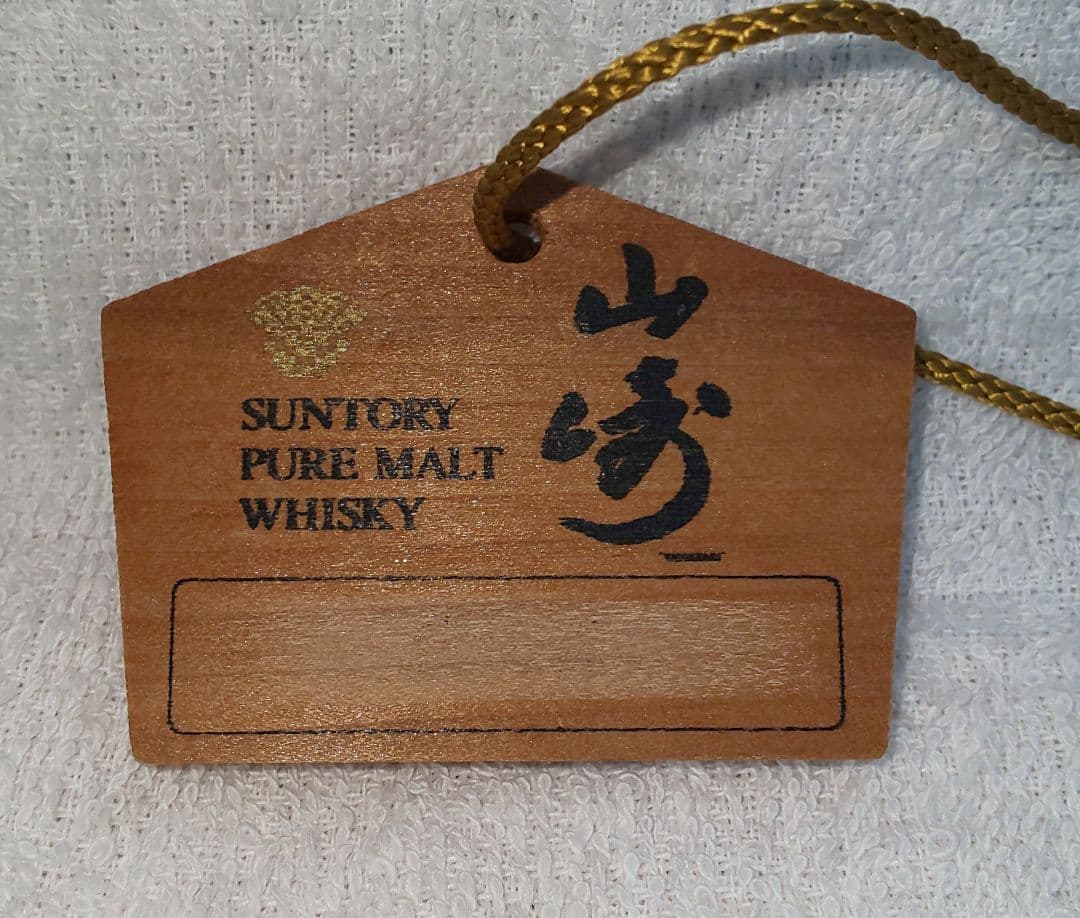 山崎
SUNTORY
PURE MALT
WHISKY